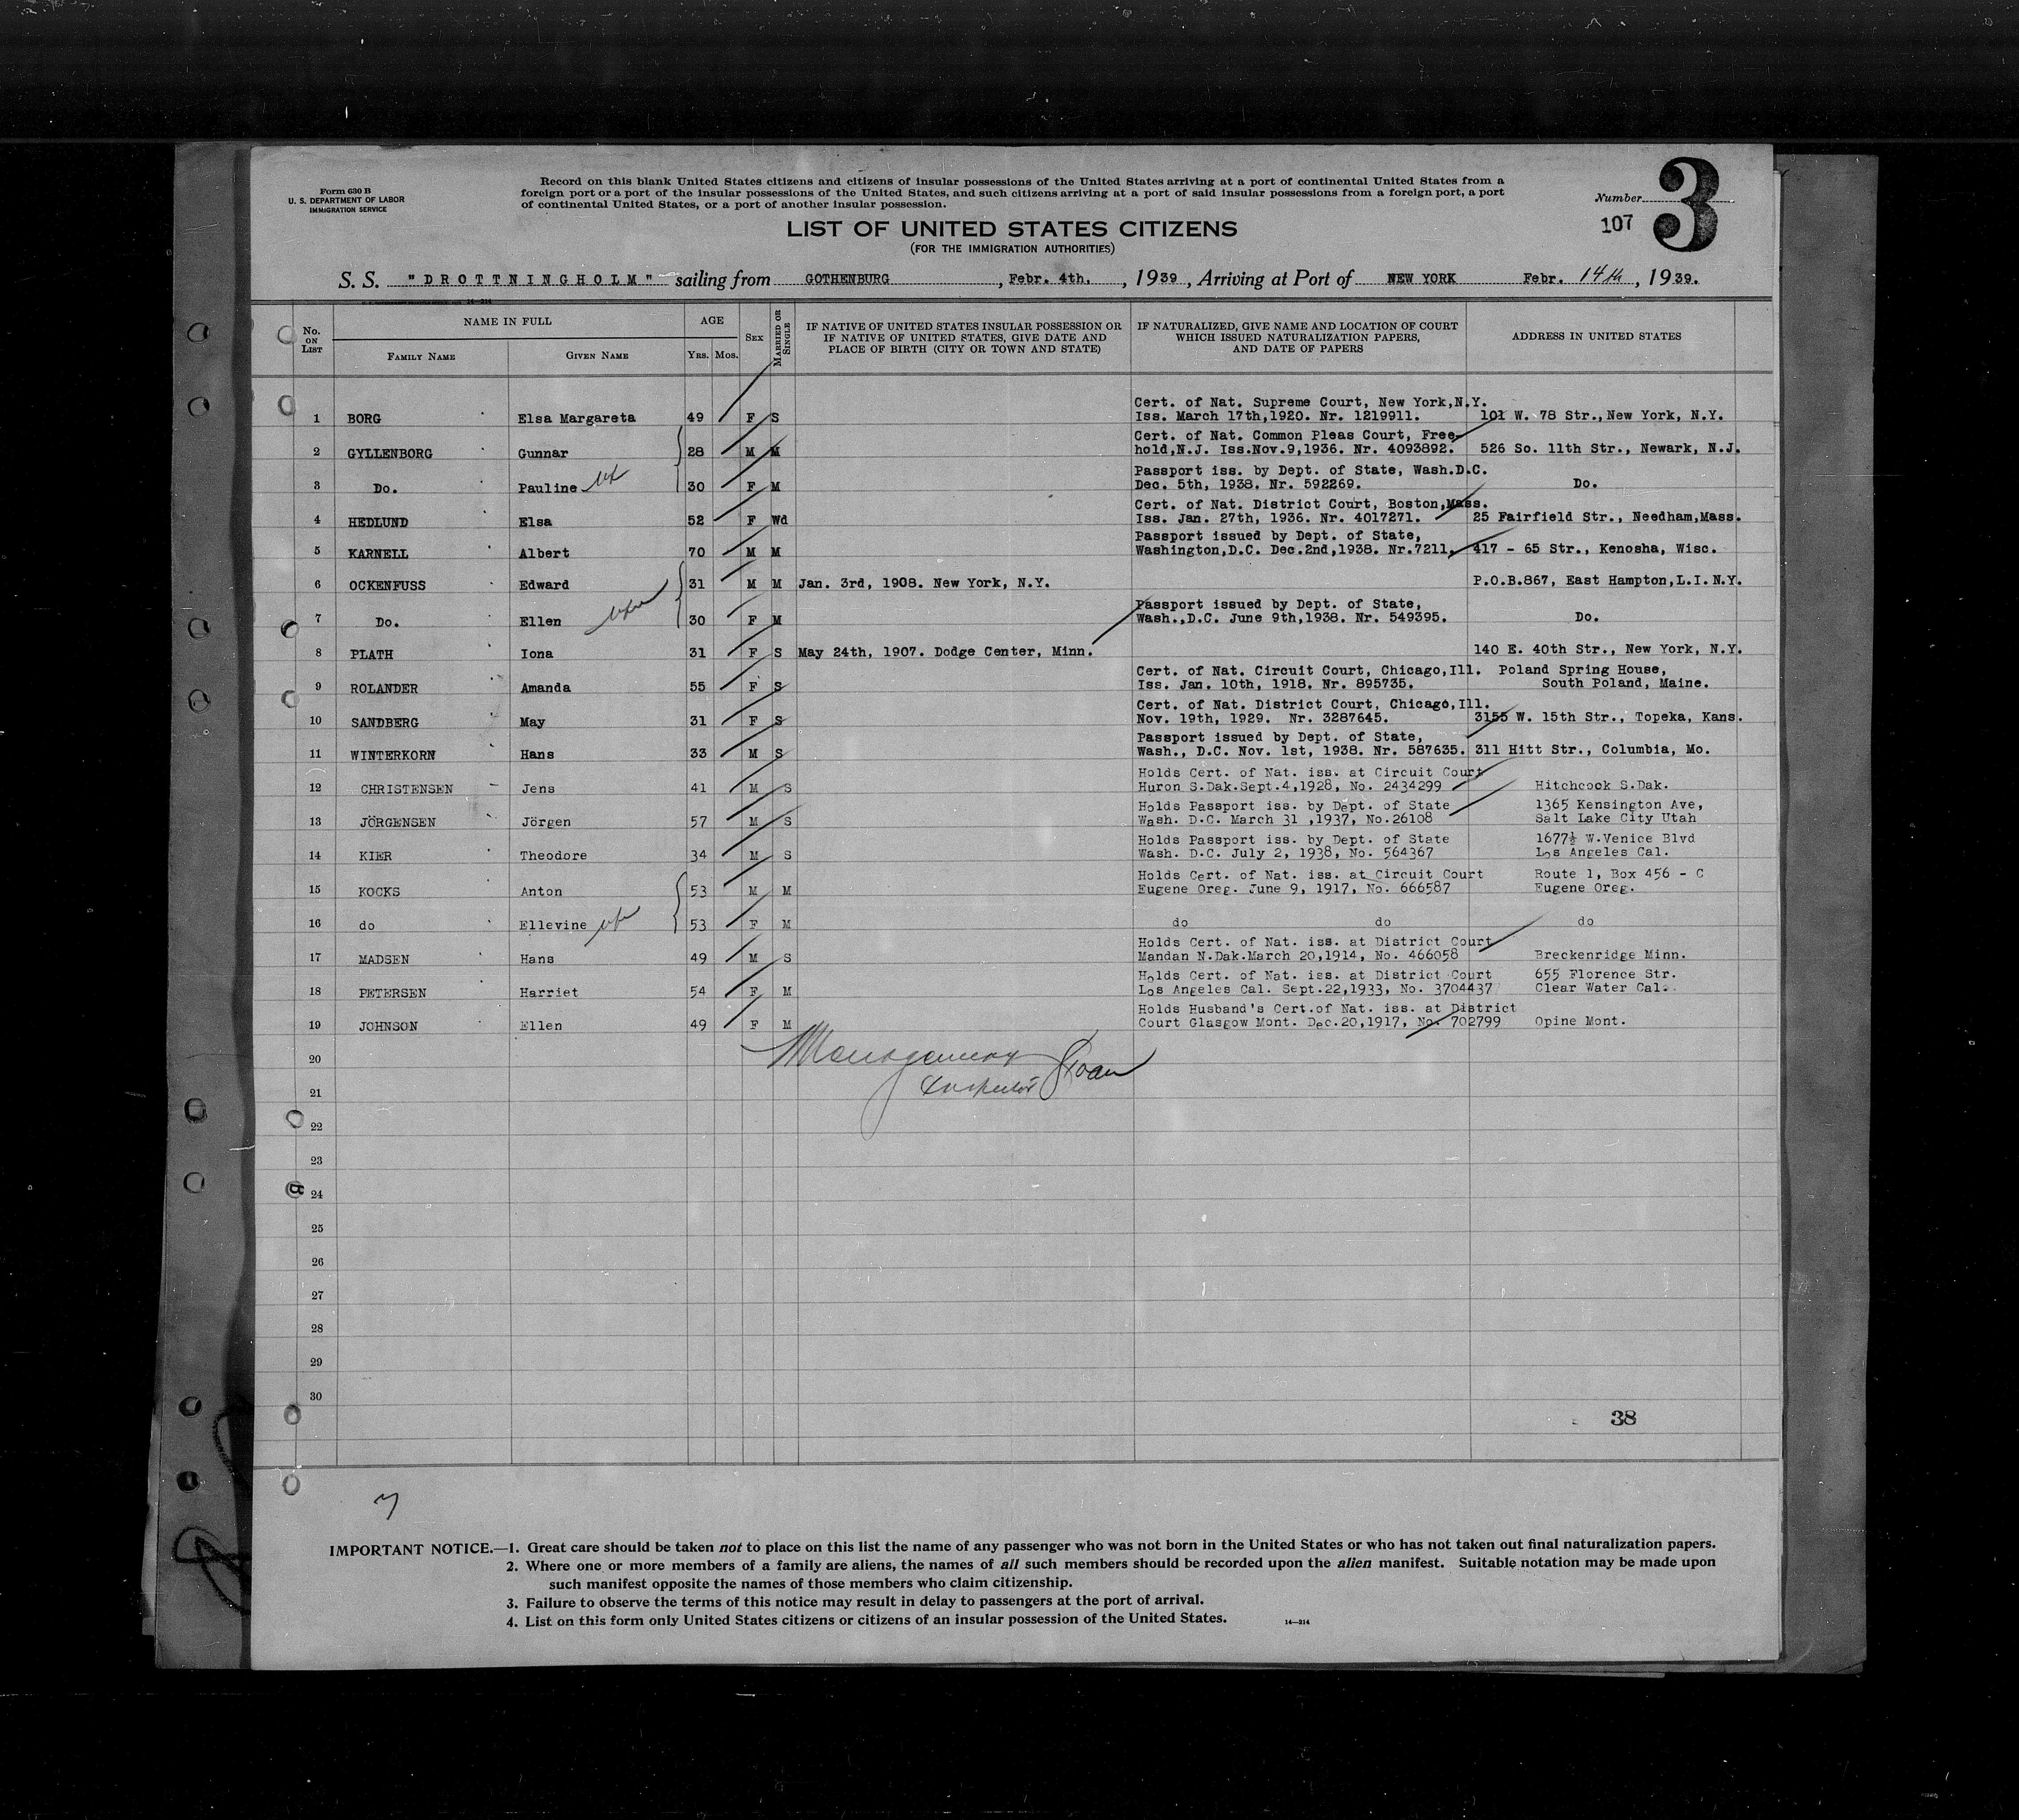 Form 630 B
U. S. DEPARTMENT OF LABOR
IMMIGRATION SERVICE
Record on this blank United States citizens and citizens of insular possessions of the United States arriving at a port of continental United States from a
foreign port or a port of the insular possessions of the United States, and such citizens arriving at a port of said insular possessions from a foreign port, a port
of continental United States, or a port of another insular possession.
Number 3
107
LIST OF UNITED STATES CITIZENS
(FOR THE IMMIGRATION AUTHORITIES)
S. S. "DROTTNINGHOLM" sailing from GOTHENBURG, Febr. 4th, , 1939, Arriving at Port of NEW YORK Febr. 14th, 1939.
No. ON LIST NAME IN FULL AGE SEX MARRIED OR SINGLE IF NATIVE OF UNITED STATES INSULAR POSSESSION OR IF NATIVE OF UNITED STATES, GIVE DATE AND PLACE OF BIRTH (CITY OR TOWN AND STATE) IF NATURALIZED, GIVE NAME AND LOCATION OF COURT WHICH ISSUED NATURALIZATION PAPERS, AND DATE OF PAPERS ADDRESS IN UNITED STATES
FAMILY NAME GIVEN NAME YRS. MOS.
Cert. of Nat. Supreme Court, New York,N.Y.
1 BORG Elsa Margareta 49 F S Iss. March 17th,1920. Nr. 1219911. 101 W. 78 Str.,New York, N.Y.
Cert. of Nat. Common Pleas Court, Free-
2 GYLLENBORG Gunnar 28 M M hold,N.J. Iss.Nov.9,1936. Nr. 4093892. 526 So. 11th Str., Newark, N.J.
Passport iss. by Dept. of State, Wash.D.C.
3 Do. Pauline 30 F M Dec. 5th, 1938. Nr. 592269. Do.
Cert. of Nat. District Court, Boston,Mass.
4 HEDLUND Elsa 52 F Wd Iss. Jan. 27th, 1936. Nr. 4017271. 25 Fairfield Str., Needham,Mass.
Passport issued by Dept. of State,
5 KARNELL Albert 70 M M Washington,D.C. Dec.2nd,1938. Nr.7211. 417 - 65 Str., Kenosha, Wisc.
6 OCKENFUSS Edward 31 M M Jan. 3rd, 1908. New York, N.Y. P.O.B.867, East Hampton,L.I.N.Y.
Passport issued by Dept. of State,
7 Do. Ellen 30 F M Wash.,D.C. June 9th,1938. Nr. 549395. Do.
8 PLATH Iona 31 F S May 24th, 1907. Dodge Center, Minn. 140 E. 40th Str., New York, N.Y.
Cert. of Nat. Circuit Court, Chicago,Ill. Poland Spring House,
9 ROLANDER Amanda 55 F S Iss. Jan. 10th, 1918. Nr. 895735. South Poland, Maine.
Cert. of Nat. District Court, Chicago,Ill.
10 SANDBERG May 31 F S Nov. 19th, 1929. Nr. 3287645. 3155 W. 15th Str., Topeka, Kans.
Passport issued by Dept. of State,
11 WINTERKORN Hans 33 M S Wash., D.C. Nov. 1st, 1938. Nr. 587635. 311 Hitt Str., Columbia, Mo.
Holds Cert. of Nat. iss. at Circuit Court
12 CHRISTENSEN Jens 41 M S Huron S.Dak.Sept.4,1928, No. 2434299 Hitchcock S.Dak.
Holds Passport iss. by Dept. of State 1365 Kensington Ave,
13 JÖRGENSEN Jörgen 57 M S Wash. D.C. March 31 ,1937, No.26108 Salt Lake City Utah
Holds Passport iss. by Dept. of State 1677½ W.Venice Blvd
14 KIER Theodore 34 M S Wash. D.C. July 2, 1938, No. 564367 Los Angeles Cal.
Holds Cert. of Nat. iss. at Circuit Court Route 1, Box 456 - C
15 KOCKS Anton 53 M M Eugene Oreg. June 9, 1917, No. 666587 Eugene Oreg.
16 do Ellevine 53 F M do do do
Holds Cert. of Nat. iss. at District Court
17 MADSEN Hans 49 M S Mandan N.Dak.March 20,1914, No. 466058 Breckenridge Minn.
Holds Cert. of Nat. iss. at District Court 655 Florence Str.
18 PETERSEN Harriet 54 F M Los Angeles Cal. Sept.22,1933, No. 3704437 Clear Water Cal.
Holds Husband's Cert.of Nat. iss. at District
19 JOHNSON Ellen 49 F M Court Glasgow Mont. Dec.20,1917, No. 702799 Opine Mont.
20
Inspector
21
22
23
24
25
26
27
28
29
30
38
IMPORTANT NOTICE.—1. Great care should be taken not to place on this list the name of any passenger who was not born in the United States or who has not taken out final naturalization papers.
2. Where one or more members of a family are aliens, the names of all such members should be recorded upon the alien manifest. Suitable notation may be made upon
such manifest opposite the names of those members who claim citizenship.
3. Failure to observe the terms of this notice may result in delay to passengers at the port of arrival.
4. List on this form only United States citizens or citizens of an insular possession of the United States.
14—214